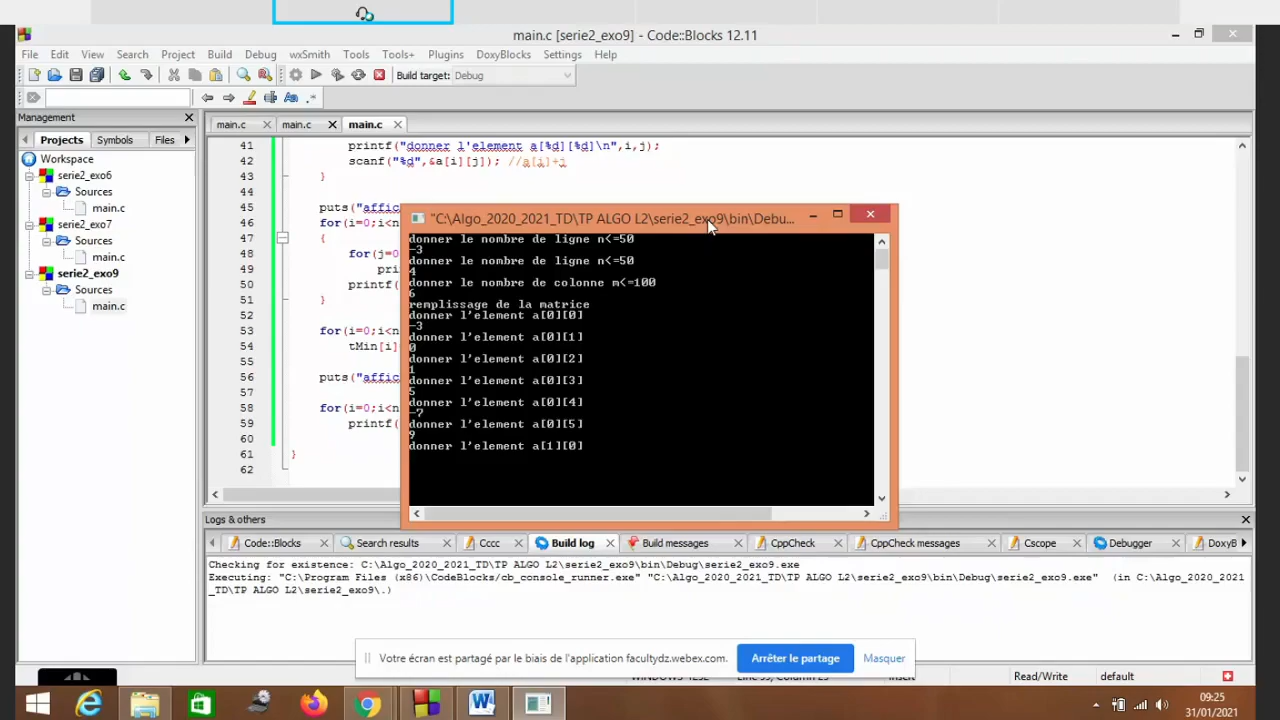 main.c [serie2_exo9] - Code::Blocks 12.11
File Edit View Search Project Build Debug wxSmith Tools Tools+ Plugins DoxyBlocks Settings Help
Build target: Debug
Management
Projects Symbols Files
Workspace
serie2_exo6
Sources
main.c
serie2_exo7
Sources
main.c
serie2_exo9
Sources
main.c
main.c main.c main.c
41 printf("donner l'element a[%d][%d]\n",i,j);
42 scanf("%d",&a[i][j]); //a[i]+j
43 }
44
45 puts("affic
46 for(i=0;i<n
47 {
48 for(j=0
49 pri
50 printf(
51 }
52
53 for(i=0;i<n
54 tMin[i]
55
56 puts("affic
57
58 for(i=0;i<n
59 printf(
60
61 }
62
"C:\Algo_2020_2021_TD\TP ALGO L2\serie2_exo9\bin\Debu...
donner le nombre de ligne n<=50
-3
donner le nombre de ligne n<=50
4
donner le nombre de colonne m<=100
6
remplissage de la matrice
donner l'element a[0][0]
-3
donner l'element a[0][1]
0
donner l'element a[0][2]
1
donner l'element a[0][3]
5
donner l'element a[0][4]
-7
donner l'element a[0][5]
9
donner l'element a[1][0]
Logs & others
Code::Blocks Search results Cccc Build log Build messages CppCheck CppCheck messages Cscope Debugger DoxyB
Checking for existence: C:\Algo_2020_2021_TD\TP ALGO L2\serie2_exo9\bin\Debug\serie2_exo9.exe
Executing: "C:\Program Files (x86)\CodeBlocks/cb_console_runner.exe" "C:\Algo_2020_2021_TD\TP ALGO L2\serie2_exo9\bin\Debug\serie2_exo9.exe" (in C:\Algo_2020_2021
_TD\TP ALGO L2\serie2_exo9\.)
Votre écran est partagé par le biais de l'application facultydz.webex.com. Arrêter le partage Masquer
Read/Write default
09:25
31/01/2021